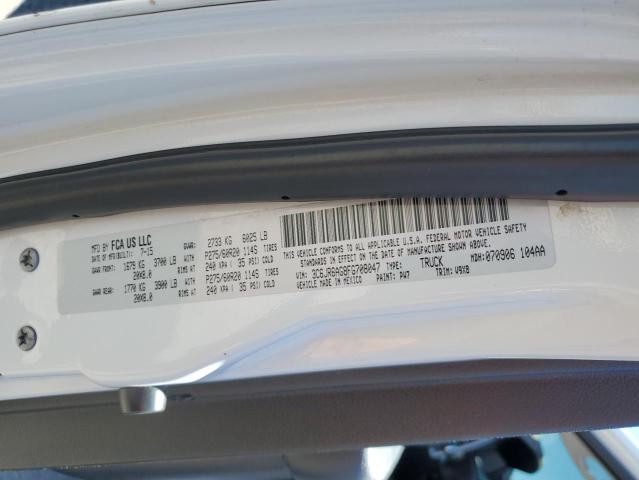 MFD BY FCA US LLC
DATE OF MFR(BUILT): 7-15
GVWR: 2733 KG 6025 LB
GAWR FRONT: 1679 KG 3700 LB
20X8.0 RIMS
P275/60R20 114S TIRES
240 KPA ( 35 PSI) COLD
GAWR REAR: 1770 KG 3900 LB
20X8.0 RIMS
P275/60R20 114S TIRES
240 KPA ( 35 PSI) COLD
THIS VEHICLE CONFORMS TO ALL APPLICABLE U.S.A. FEDERAL MOTOR VEHICLE SAFETY
STANDARDS IN EFFECT ON THE DATE OF MANUFACTURE SHOWN ABOVE.
VIN: 3C6JR6AG8FG708047 TYPE: TRUCK MDH: 070906 104AA
VEHICLE MADE IN MEXICO PAINT: PW7 TRIM: V9X8